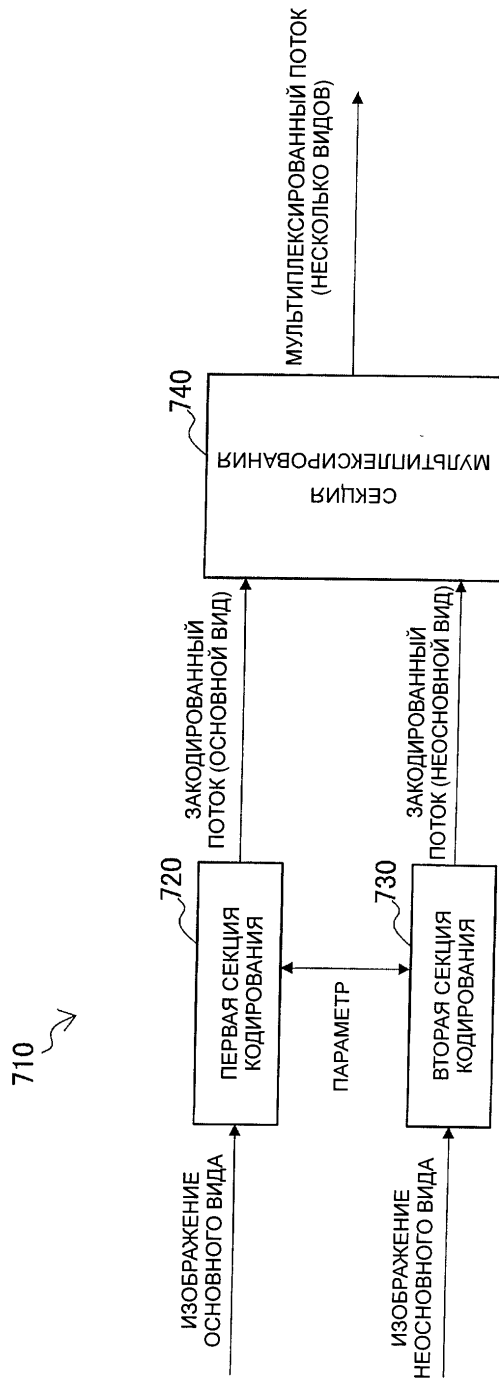 710
ИЗОБРАЖЕНИЕ
ОСНОВНОГО ВИДА
720
ПЕРВАЯ СЕКЦИЯ
КОДИРОВАНИЯ
ЗАКОДИРОВАННЫЙ
ПОТОК (ОСНОВНОЙ ВИД)
ПАРАМЕТР
ИЗОБРАЖЕНИЕ
НЕОСНОВНОГО ВИДА
730
ВТОРАЯ СЕКЦИЯ
КОДИРОВАНИЯ
ЗАКОДИРОВАННЫЙ
ПОТОК (НЕОСНОВНОЙ ВИД)
740
СЕКЦИЯ
МУЛЬТИПЛЕКСИРОВАНИЯ
МУЛЬТИПЛЕКСИРОВАННЫЙ ПОТОК
(НЕСКОЛЬКО ВИДОВ)